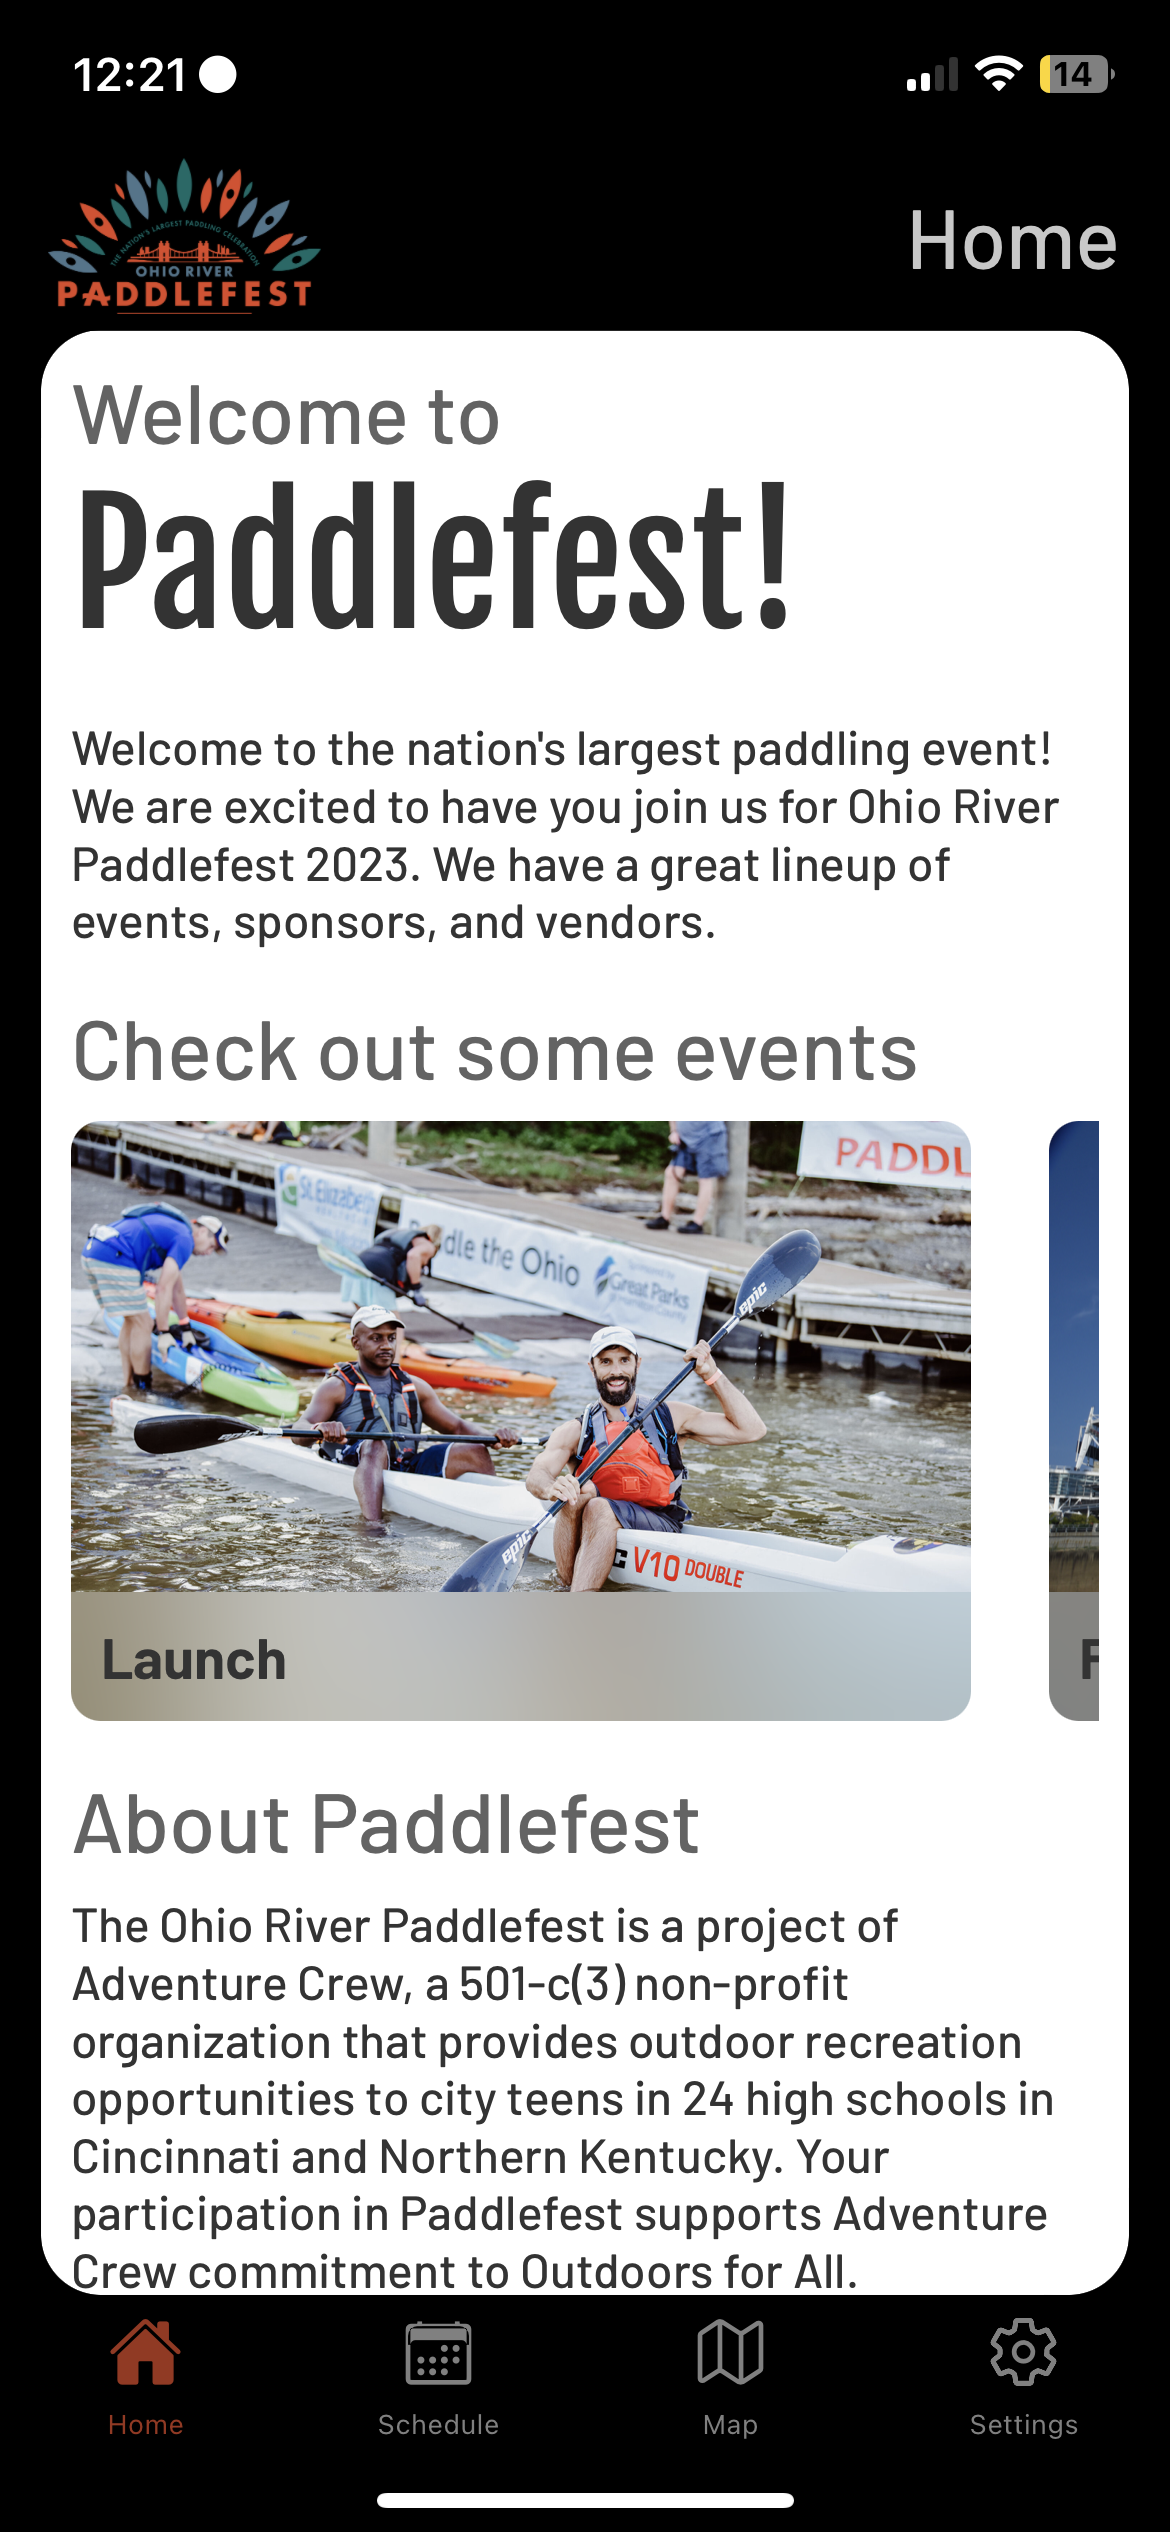 12:21
14
THE NATION'S LARGEST PADDLING CELEBRATION
OHIO RIVER
PADDLEFEST
Home
Welcome to
Paddlefest!
Welcome to the nation's largest paddling event!
We are excited to have you join us for Ohio River
Paddlefest 2023. We have a great lineup of
events, sponsors, and vendors.
Check out some events
PADDL
St. Elizabeth
dle the Ohio
Great Parks
epic
epic
epic
V10 DOUBLE
Launch
F
About Paddlefest
The Ohio River Paddlefest is a project of
Adventure Crew, a 501-c(3) non-profit
organization that provides outdoor recreation
opportunities to city teens in 24 high schools in
Cincinnati and Northern Kentucky. Your
participation in Paddlefest supports Adventure
Crew commitment to Outdoors for All.
Home
Schedule
Map
Settings